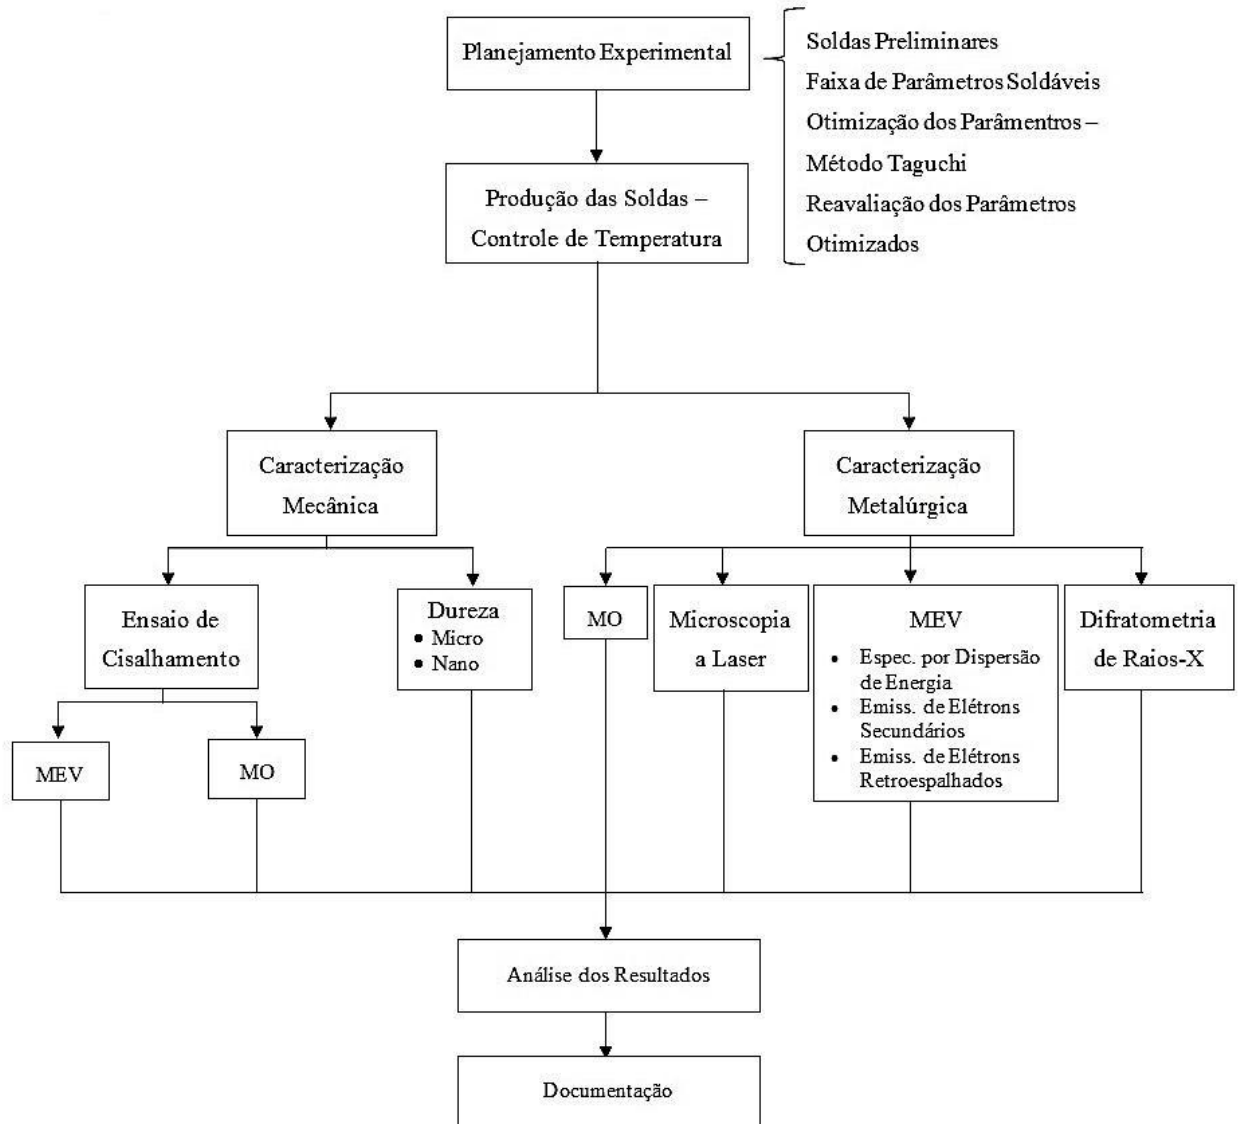 Planejamento Experimental
Soldas Preliminares
Faixa de Parâmetros Soldáveis
Otimização dos Parâmentros –
Método Taguchi
Reavaliação dos Parâmetros
Otimizados
Produção das Soldas –
Controle de Temperatura
Caracterização
Mecânica
Caracterização
Metalúrgica
Ensaio de
Cisalhamento
Dureza
• Micro
• Nano
MO
Microscopia
a Laser
MEV
• Espec. por Dispersão
de Energia
• Emiss. de Elétrons
Secundários
• Emiss. de Elétrons
Retroespalhados
Difratometria
de Raios-X
MEV
MO
Análise dos Resultados
Documentação